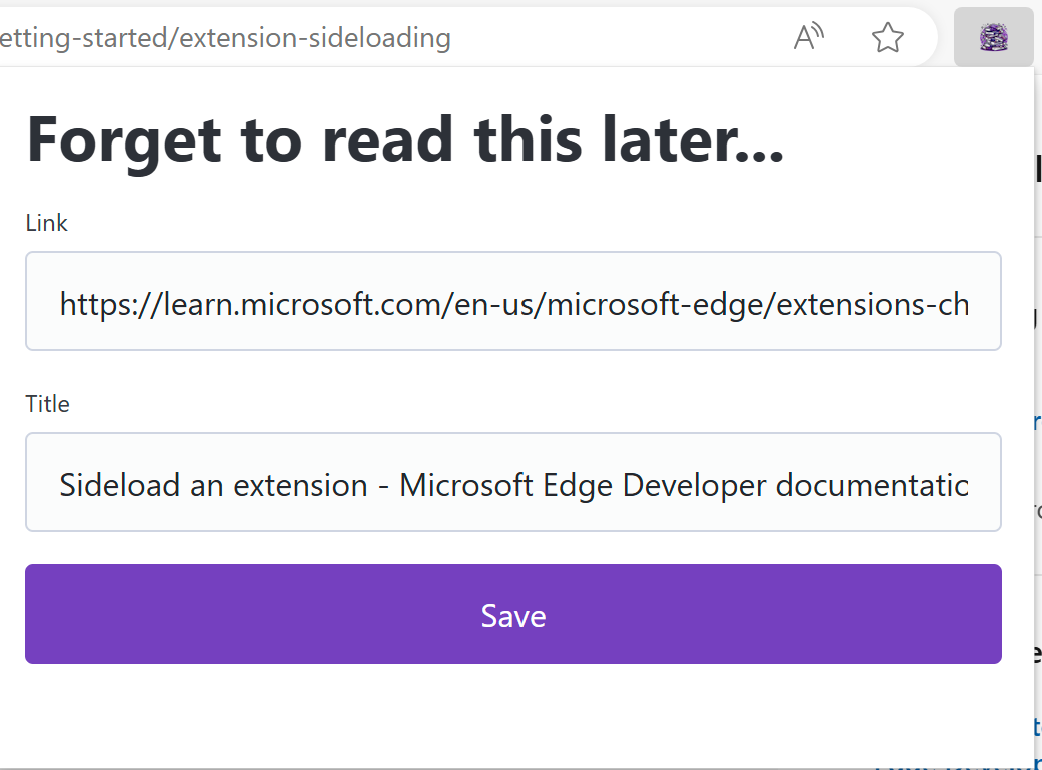 etting-started/extension-sideloading
Forget to read this later...
Link
https://learn.microsoft.com/en-us/microsoft-edge/extensions-ch
Title
Sideload an extension - Microsoft Edge Developer documentatio
Save